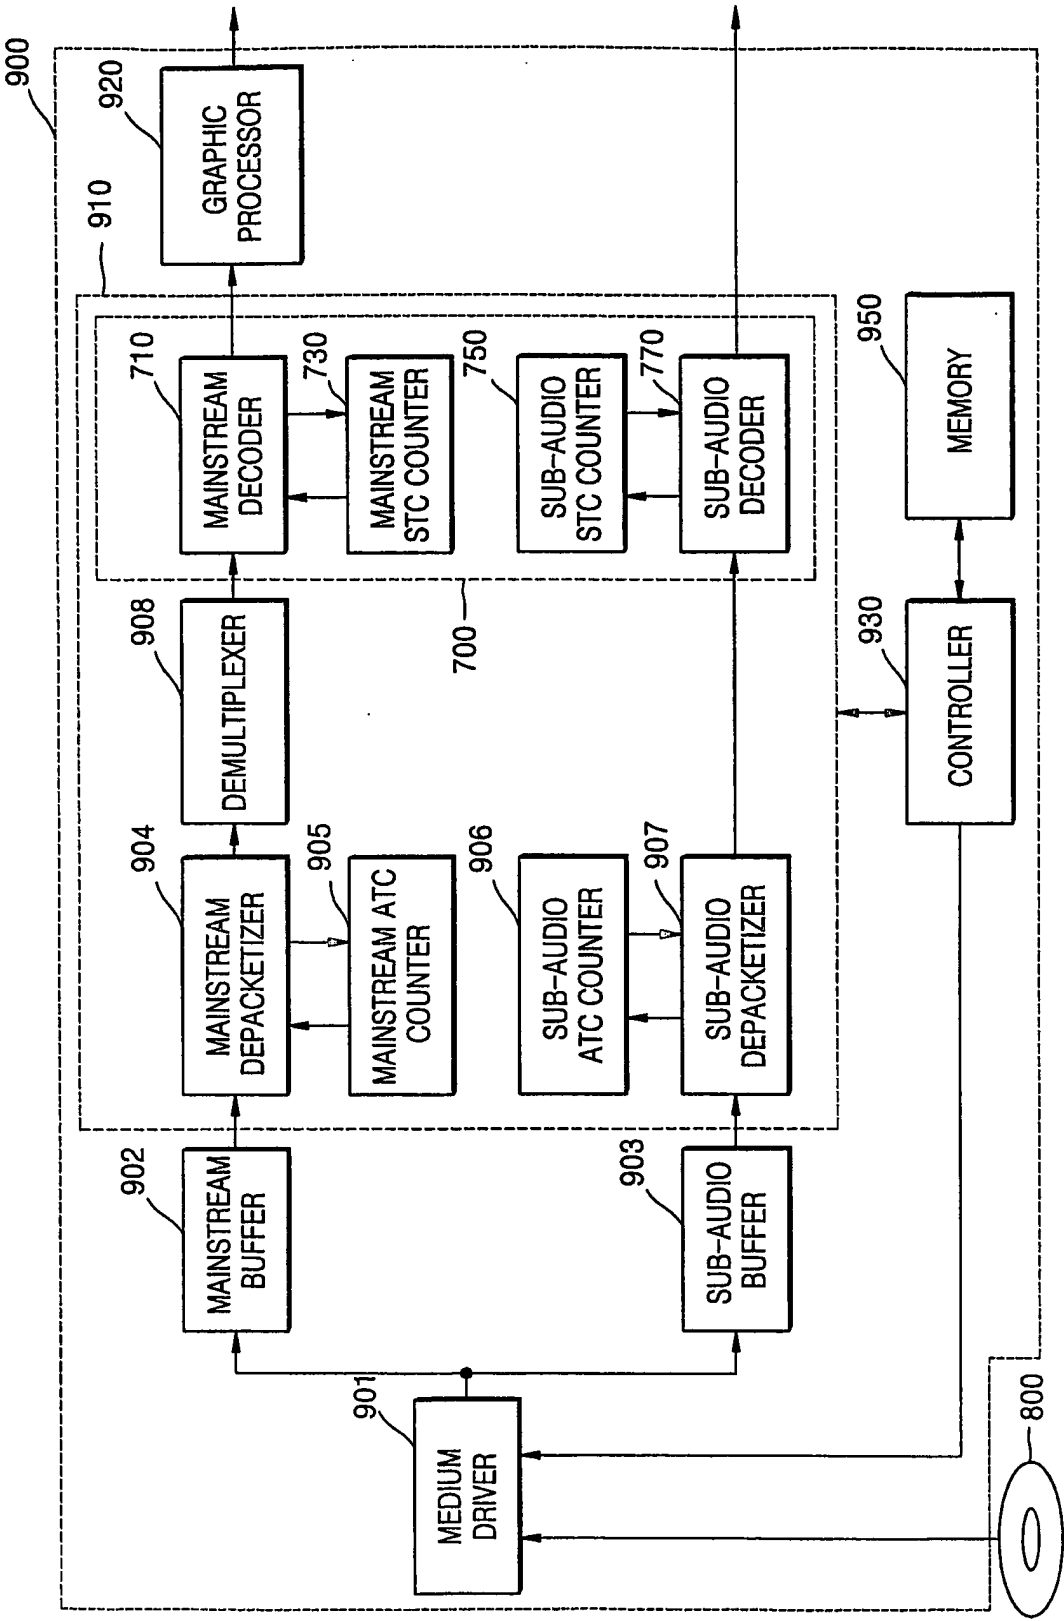 900
920
GRAPHIC
PROCESSOR
910
710
MAINSTREAM
DECODER
730
MAINSTREAM
STC COUNTER
750
SUB-AUDIO
STC COUNTER
770
SUB-AUDIO
DECODER
700
950
MEMORY
908
DEMULTIPLEXER
930
CONTROLLER
904
MAINSTREAM
DEPACKETIZER
905
MAINSTREAM ATC
COUNTER
906
SUB-AUDIO
ATC COUNTER
907
SUB-AUDIO
DEPACKETIZER
902
MAINSTREAM
BUFFER
903
SUB-AUDIO
BUFFER
901
MEDIUM
DRIVER
800